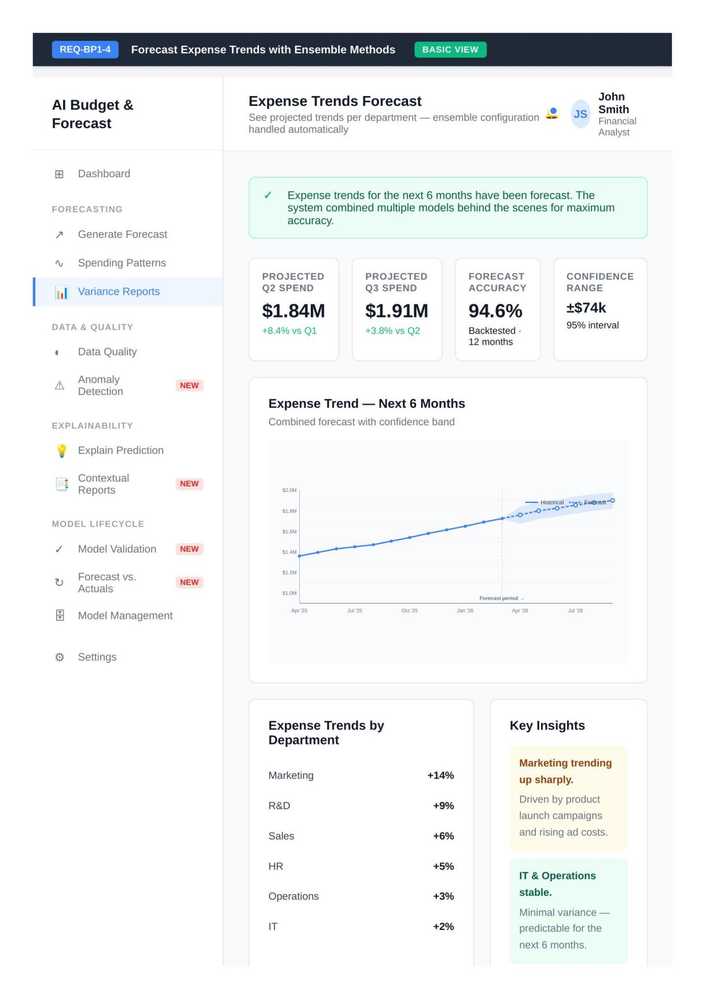 REQ-BP1-4 Forecast Expense Trends with Ensemble Methods BASIC VIEW
AI Budget &
Forecast
Dashboard
FORECASTING
Generate Forecast
Spending Patterns
Variance Reports
DATA & QUALITY
Data Quality
Anomaly
Detection
NEW
EXPLAINABILITY
Explain Prediction
Contextual
Reports
NEW
MODEL LIFECYCLE
Model Validation NEW
Forecast vs.
Actuals
NEW
Model Management
Settings
Expense Trends Forecast
See projected trends per department — ensemble configuration
handled automatically
JS
John
Smith
Financial
Analyst
✓ Expense trends for the next 6 months have been forecast. The
system combined multiple models behind the scenes for maximum
accuracy.
PROJECTED
Q2 SPEND
$1.84M
+8.4% vs Q1
PROJECTED
Q3 SPEND
$1.91M
+3.8% vs Q2
FORECAST
ACCURACY
94.6%
Backtested ·
12 months
CONFIDENCE
RANGE
±$74k
95% interval
Expense Trend — Next 6 Months
Combined forecast with confidence band
Historical Forecast
$2.0M
$1.8M
$1.6M
$1.4M
$1.2M
$1.0M
Forecast period →
Apr '25 Jul '25 Oct '25 Jan '26 Apr '26 Jul '26
Expense Trends by
Department
Marketing +14%
R&D +9%
Sales +6%
HR +5%
Operations +3%
IT +2%
Key Insights
Marketing trending
up sharply.
Driven by product
launch campaigns
and rising ad costs.
IT & Operations
stable.
Minimal variance —
predictable for the
next 6 months.